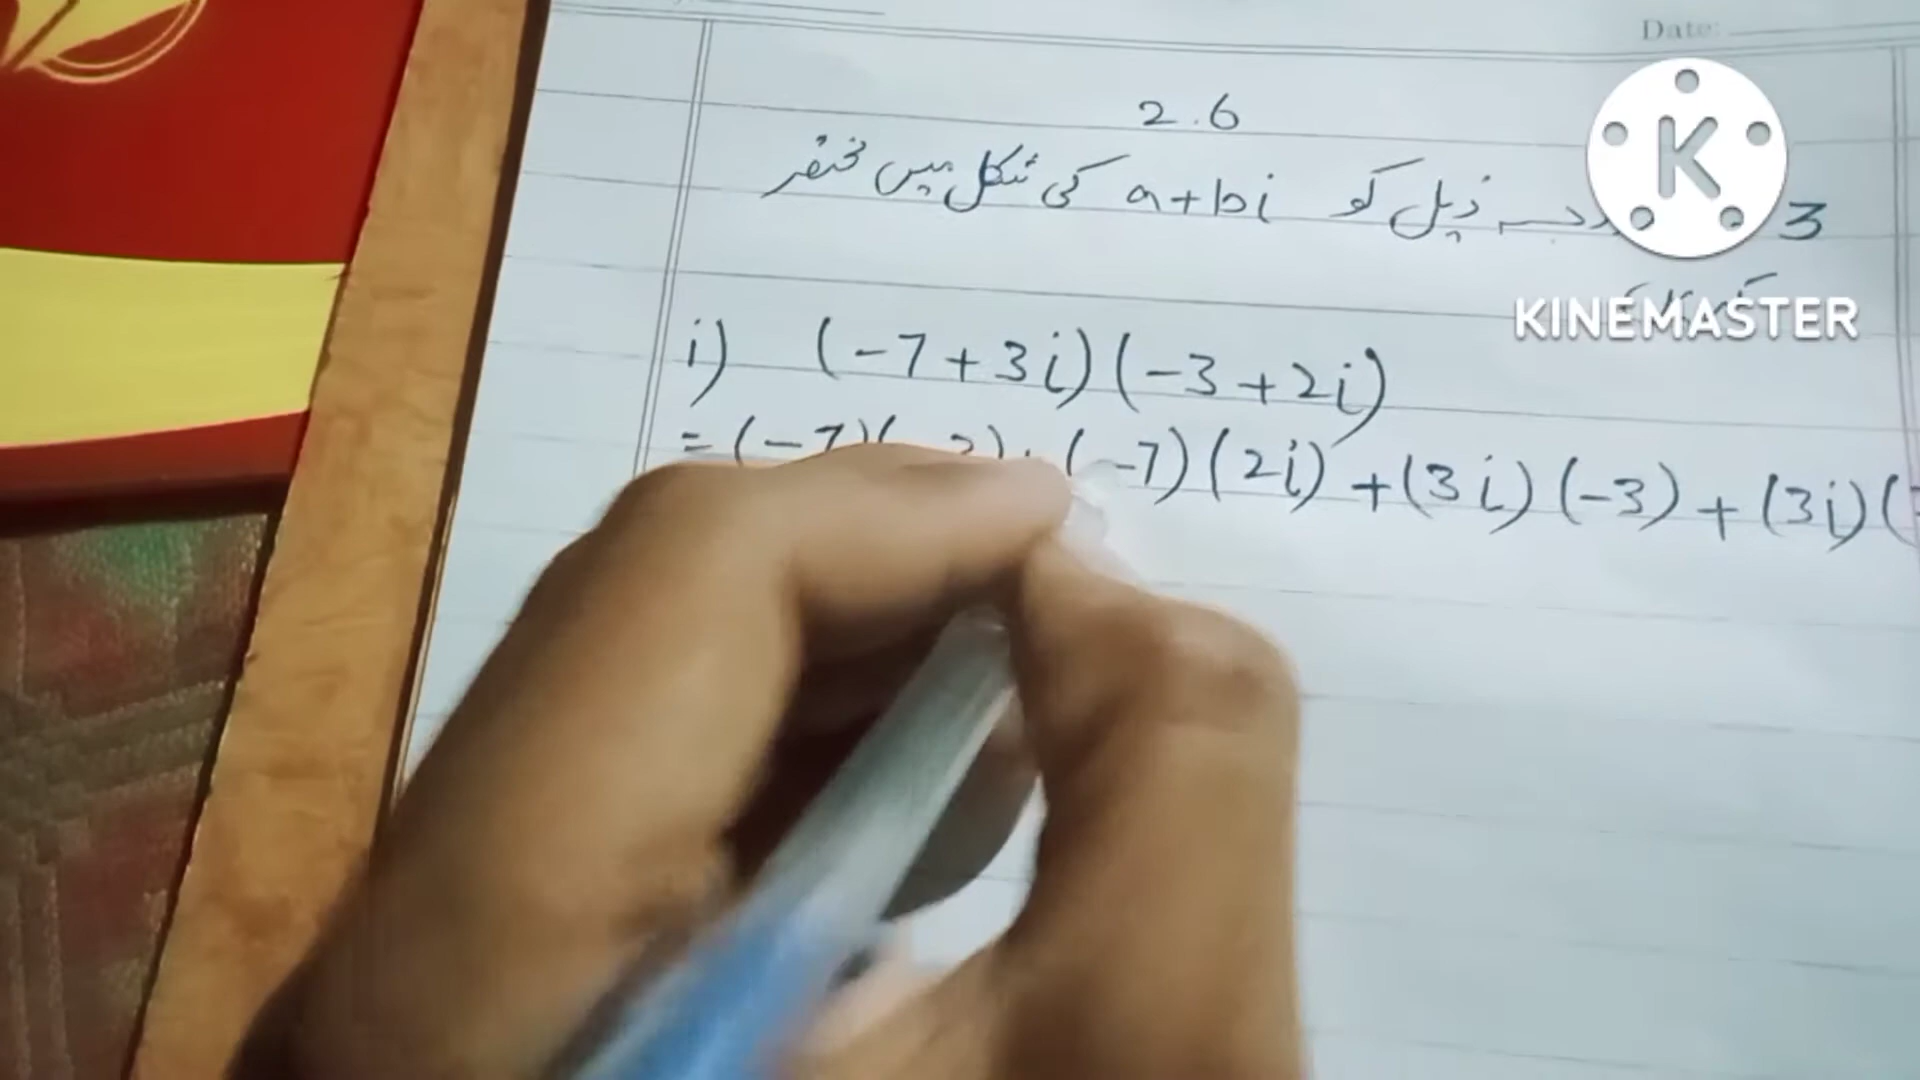 Date:
2.6
3 ذیل کو a+bi کی شکل میں مختصر
K
KINEMASTER
i) (-7+3i)(-3+2i)
= (-7)( (-7)(2i)+(3i)(-3)+(3i)(